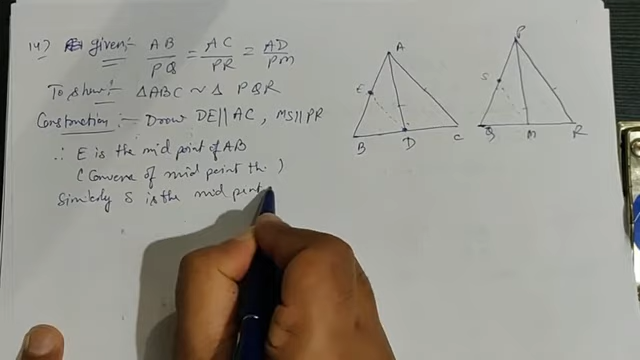 14) given:- AB/PQ = AC/PR = AD/PM
To show:- ΔABC ~ Δ PQR
Construction:- Draw DE||AC, MS||PR
∴ E is the mid point of AB
(Converse of mid point th.)
Similarly S is the mid point
A
E
B
D
C
P
S
Q
M
R